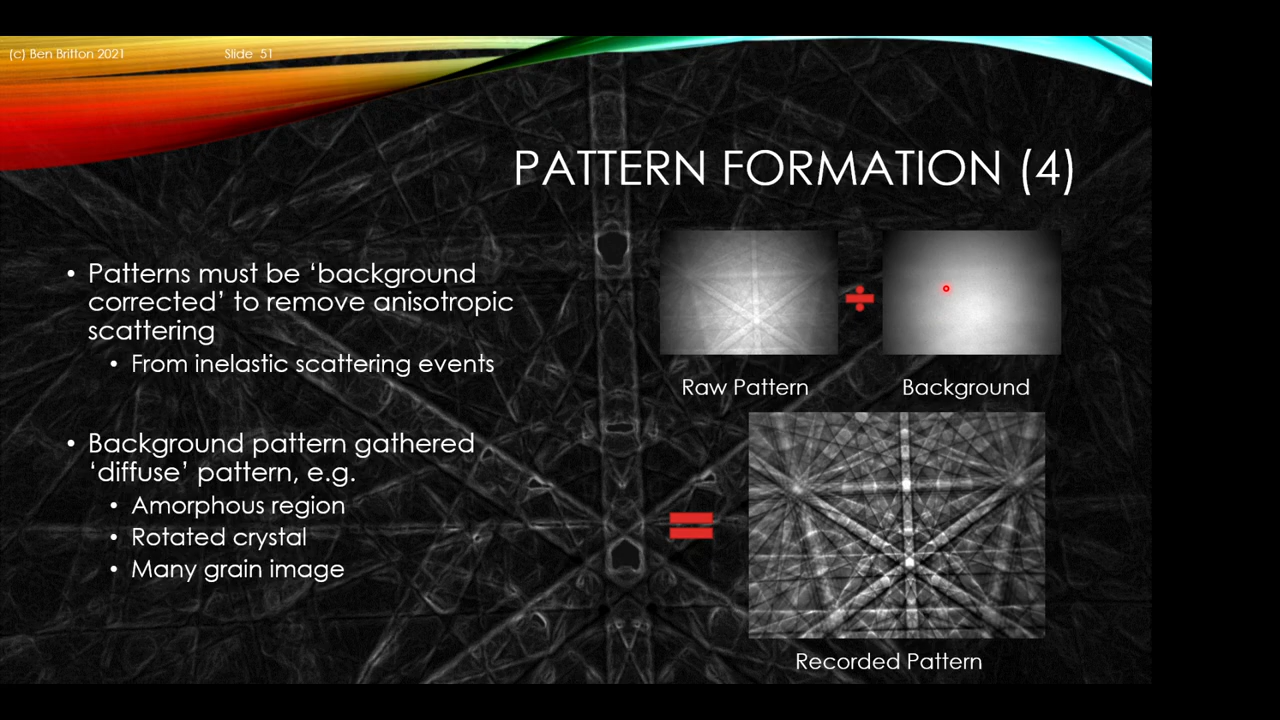 (c) Ben Britton 2021
Slide 51
PATTERN FORMATION (4)
• Patterns must be ‘background
corrected’ to remove anisotropic
scattering
• From inelastic scattering events
• Background pattern gathered
‘diffuse’ pattern, e.g.
• Amorphous region
• Rotated crystal
• Many grain image
÷
Raw Pattern
Background
=
Recorded Pattern